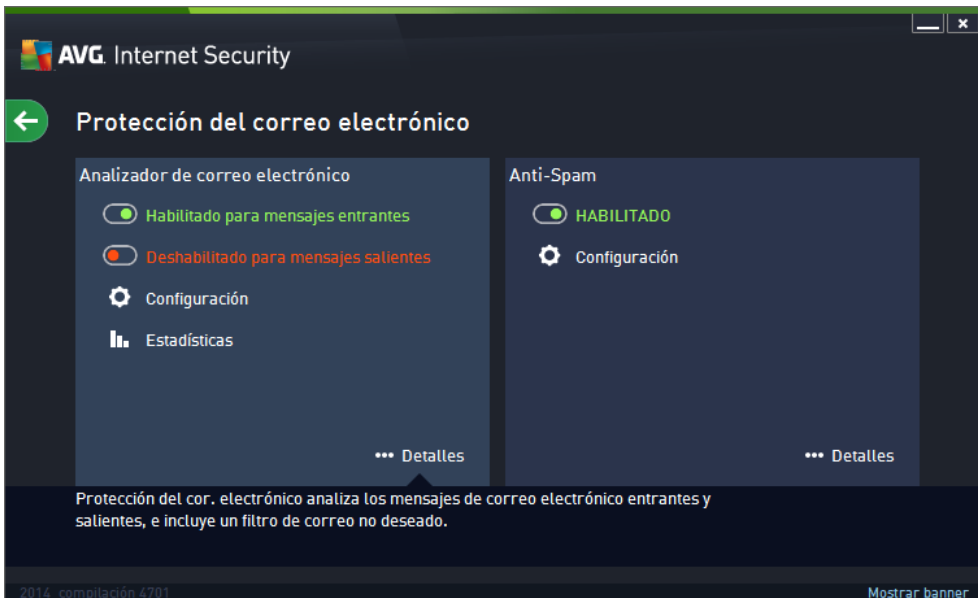 AVG. Internet Security
Protección del correo electrónico
Analizador de correo electrónico
Habilitado para mensajes entrantes
Deshabilitado para mensajes salientes
Configuración
Estadísticas
••• Detalles
Anti-Spam
HABILITADO
Configuración
••• Detalles
Protección del cor. electrónico analiza los mensajes de correo electrónico entrantes y
salientes, e incluye un filtro de correo no deseado.
2014 compilación 4701
Mostrar banner